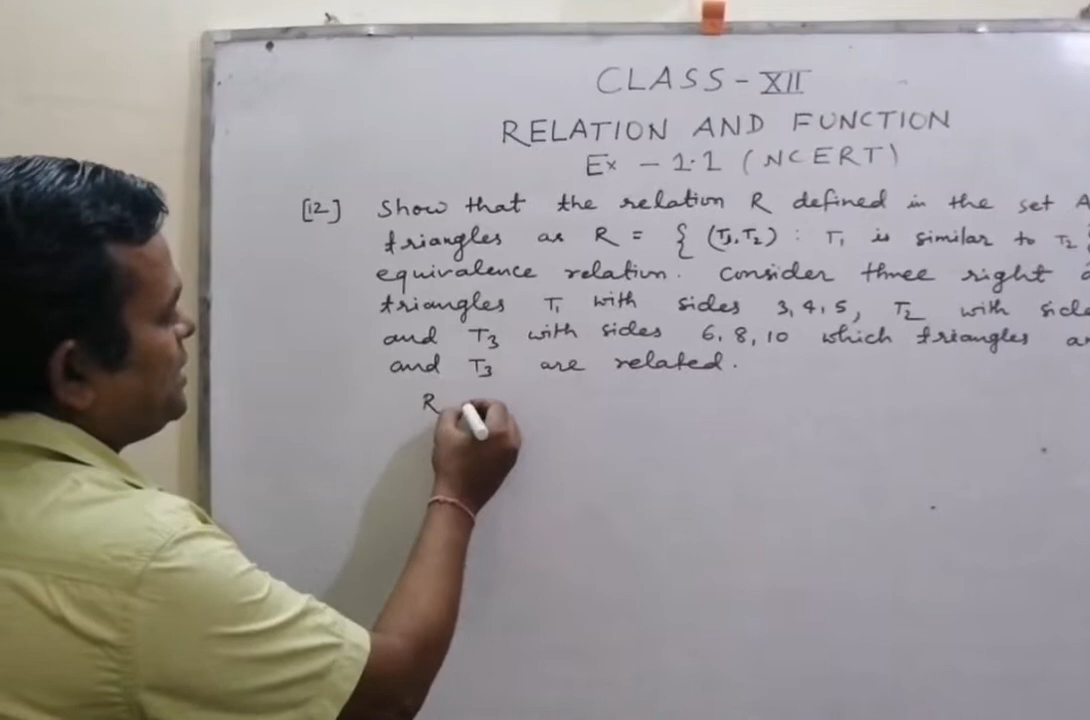 CLASS - XII
RELATION AND FUNCTION
Ex - 1.1 (NCERT)
[12] Show that the relation R defined in the set A
triangles as R = { (T₁, T₂) : T₁ is similar to T₂ }
equivalence relation. Consider three right a
triangles T₁ with sides 3, 4, 5, T₂ with side
and T₃ with sides 6, 8, 10 which triangles a
and T₃ are related.
R